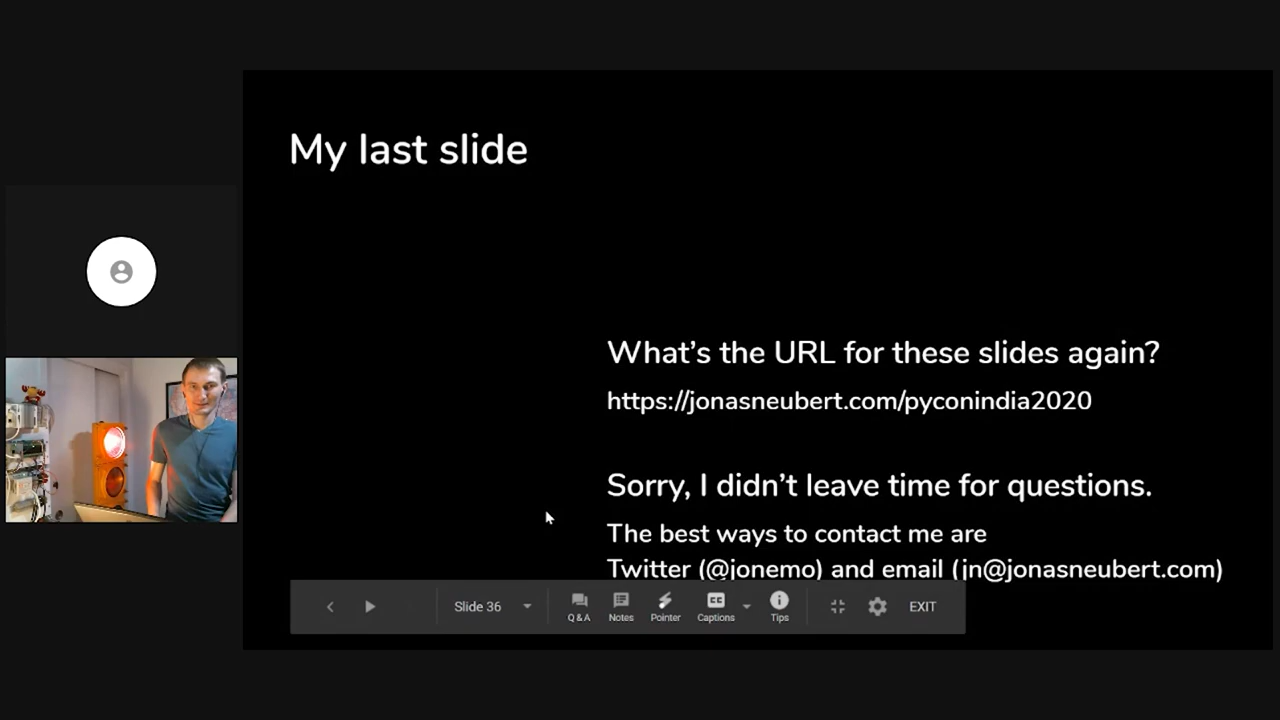 My last slide
What's the URL for these slides again?
https://jonasneubert.com/pyconindia2020
Sorry, I didn't leave time for questions.
The best ways to contact me are
Twitter (@jonemo) and email (jn@jonasneubert.com)
Slide 36
Q & A
Notes
Pointer
CC
Captions
Tips
EXIT